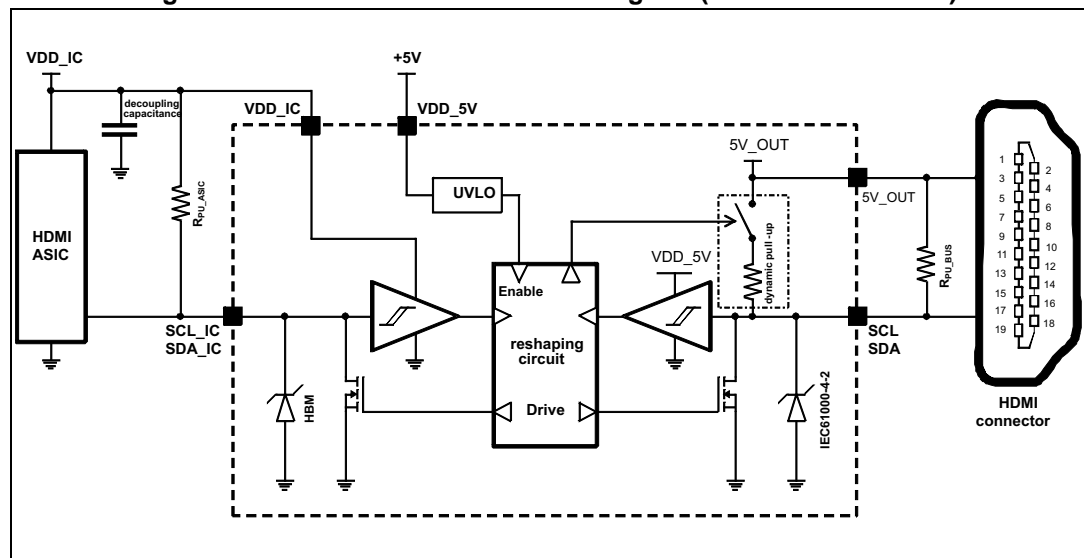 VDD_IC
+5V
decoupling
capacitance
VDD_IC
VDD_5V
5V_OUT
5V_OUT
UVLO
RPU_ASIC
HDMI
ASIC
VDD_5V
dynamic pull -up
RPU_BUS
Enable
SCL_IC
SDA_IC
reshaping
circuit
SCL
SDA
Drive
HBM
IEC61000-4-2
1
2
3
4
5
6
7
8
9
10
11
12
13
14
15
16
17
18
19
HDMI
connector